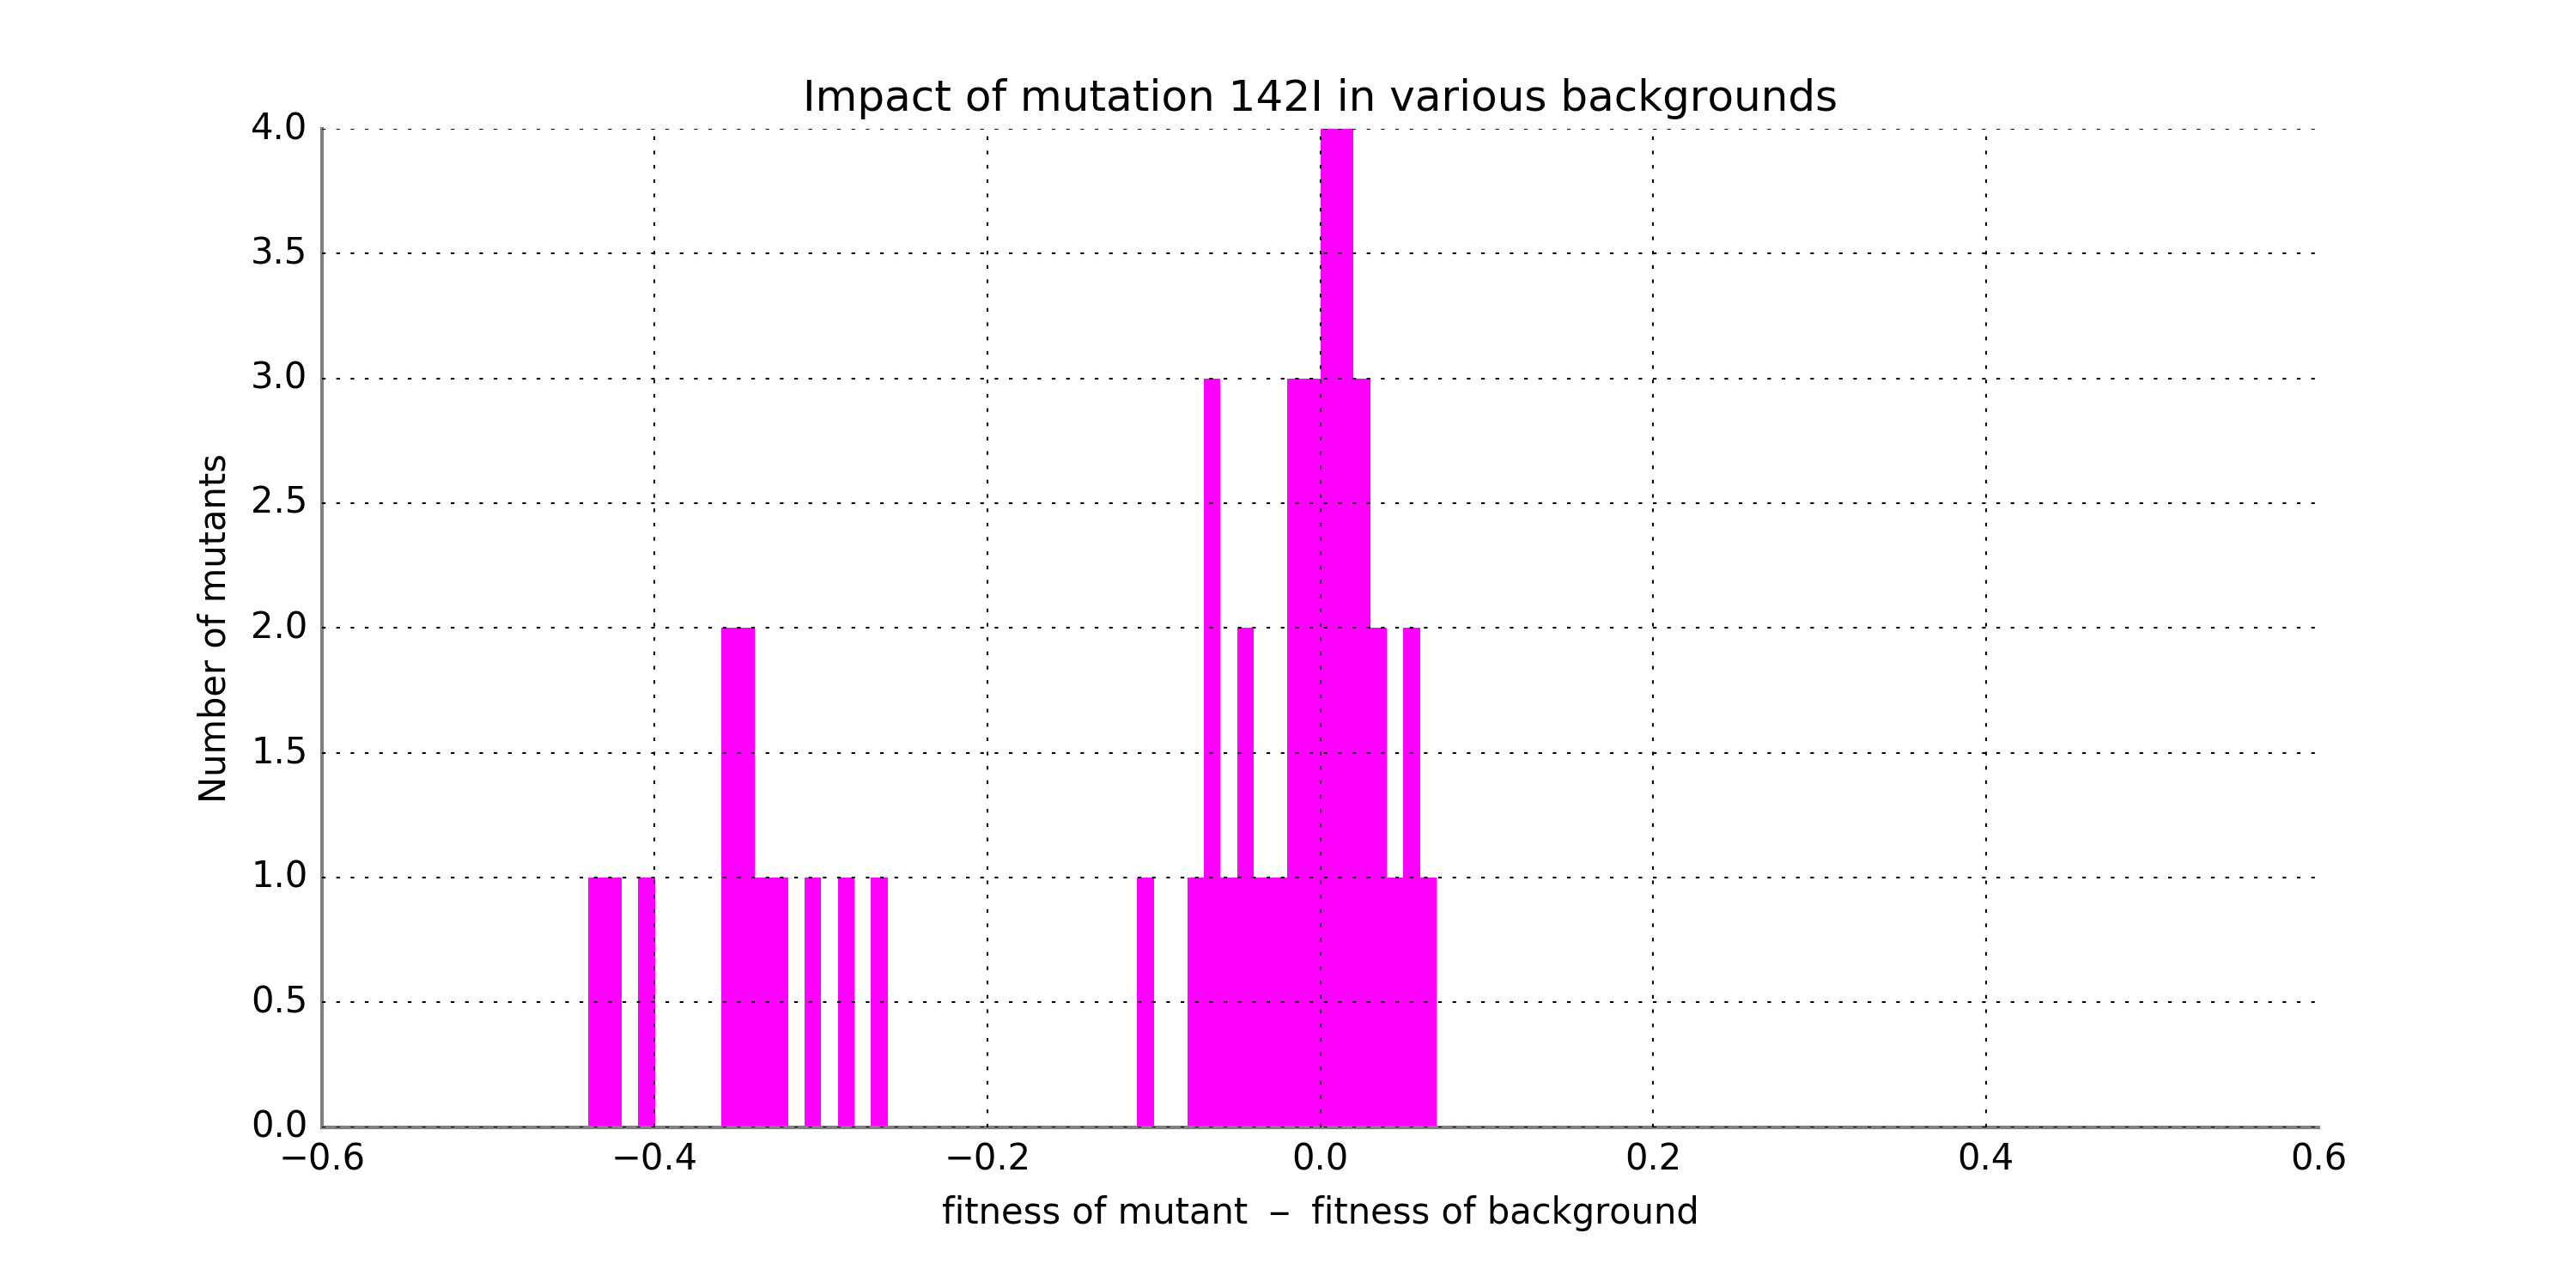 Impact of mutation 142I in various backgrounds
4.0
3.5
3.0
2.5
2.0
1.5
1.0
0.5
0.0
Number of mutants
−0.6 −0.4 −0.2 0.0 0.2 0.4 0.6
fitness of mutant − fitness of background